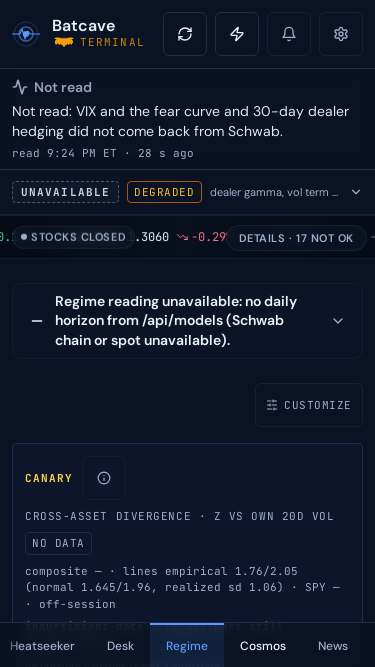 Batcave
TERMINAL
Not read
Not read: VIX and the fear curve and 30-day dealer
hedging did not come back from Schwab.
read 9:24 PM ET · 28 s ago
UNAVAILABLE DEGRADED dealer gamma, vol term …
STOCKS CLOSED .3060 -0.29 DETAILS · 17 NOT OK
Regime reading unavailable: no daily
horizon from /api/models (Schwab
chain or spot unavailable).
CUSTOMIZE
CANARY
CROSS-ASSET DIVERGENCE · Z VS OWN 20D VOL
NO DATA
composite — · lines empirical 1.76/2.05
(normal 1.645/1.96, realized sd 1.06) · SPY —
· off-session
Heatseeker Desk Regime Cosmos News